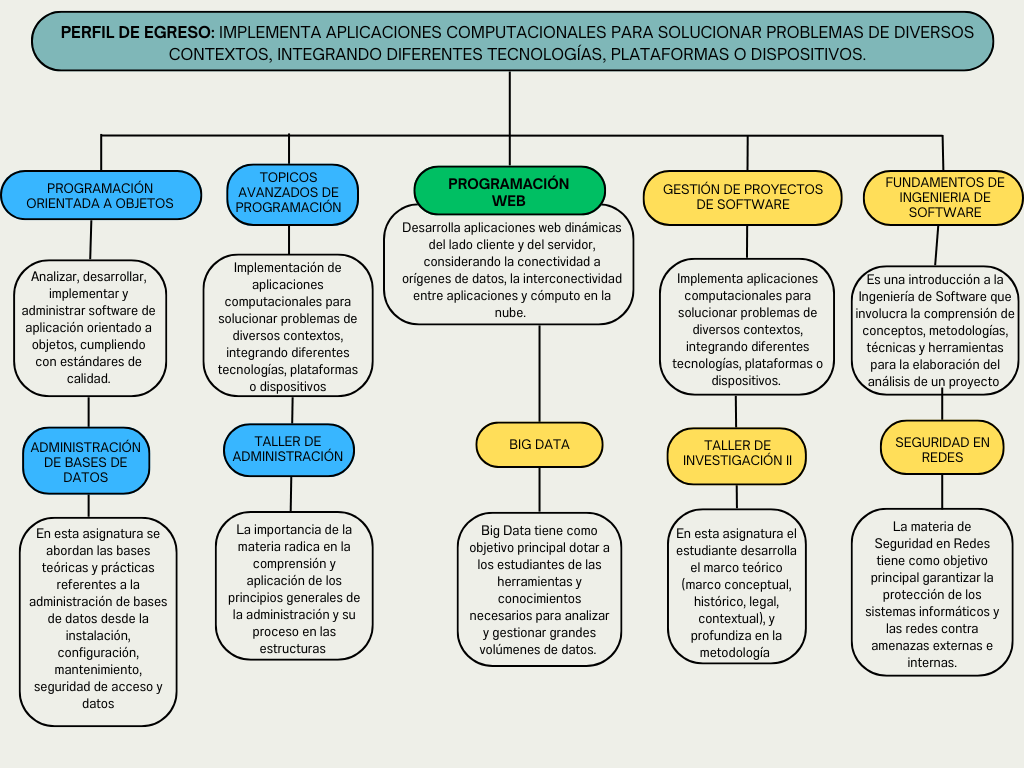 PERFIL DE EGRESO: IMPLEMENTA APLICACIONES COMPUTACIONALES PARA SOLUCIONAR PROBLEMAS DE DIVERSOS
CONTEXTOS, INTEGRANDO DIFERENTES TECNOLOGÍAS, PLATAFORMAS O DISPOSITIVOS.
PROGRAMACIÓN
ORIENTADA A OBJETOS
Analizar, desarrollar,
implementar y
administrar software de
aplicación orientado a
objetos, cumpliendo
con estándares de
calidad.
ADMINISTRACIÓN
DE BASES DE
DATOS
En esta asignatura se
abordan las bases
teóricas y prácticas
referentes a la
administración de bases
de datos desde la
instalación,
configuración,
mantenimiento,
seguridad de acceso y
datos
TOPICOS
AVANZADOS DE
PROGRAMACIÓN
Implementación de
aplicaciones
computacionales para
solucionar problemas de
diversos contextos,
integrando diferentes
tecnologías, plataformas
o dispositivos
TALLER DE
ADMINISTRACIÓN
La importancia de la
materia radica en la
comprensión y
aplicación de los
principios generales de
la administración y su
proceso en las
estructuras
PROGRAMACIÓN
WEB
Desarrolla aplicaciones web dinámicas
del lado cliente y del servidor,
considerando la conectividad a
orígenes de datos, la interconectividad
entre aplicaciones y cómputo en la
nube.
BIG DATA
Big Data tiene como
objetivo principal dotar a
los estudiantes de las
herramientas y
conocimientos
necesarios para analizar
y gestionar grandes
volúmenes de datos.
GESTIÓN DE PROYECTOS
DE SOFTWARE
Implementa aplicaciones
computacionales para
solucionar problemas de
diversos contextos,
integrando diferentes
tecnologías, plataformas o
dispositivos.
TALLER DE
INVESTIGACIÓN II
En esta asignatura el
estudiante desarrolla
el marco teórico
(marco conceptual,
histórico, legal,
contextual), y
profundiza en la
metodología
FUNDAMENTOS DE
INGENIERIA DE
SOFTWARE
Es una introducción a la
Ingeniería de Software que
involucra la comprensión de
conceptos, metodologías,
técnicas y herramientas
para la elaboración del
análisis de un proyecto
SEGURIDAD EN
REDES
La materia de
Seguridad en Redes
tiene como objetivo
principal garantizar la
protección de los
sistemas informáticos y
las redes contra
amenazas externas e
internas.